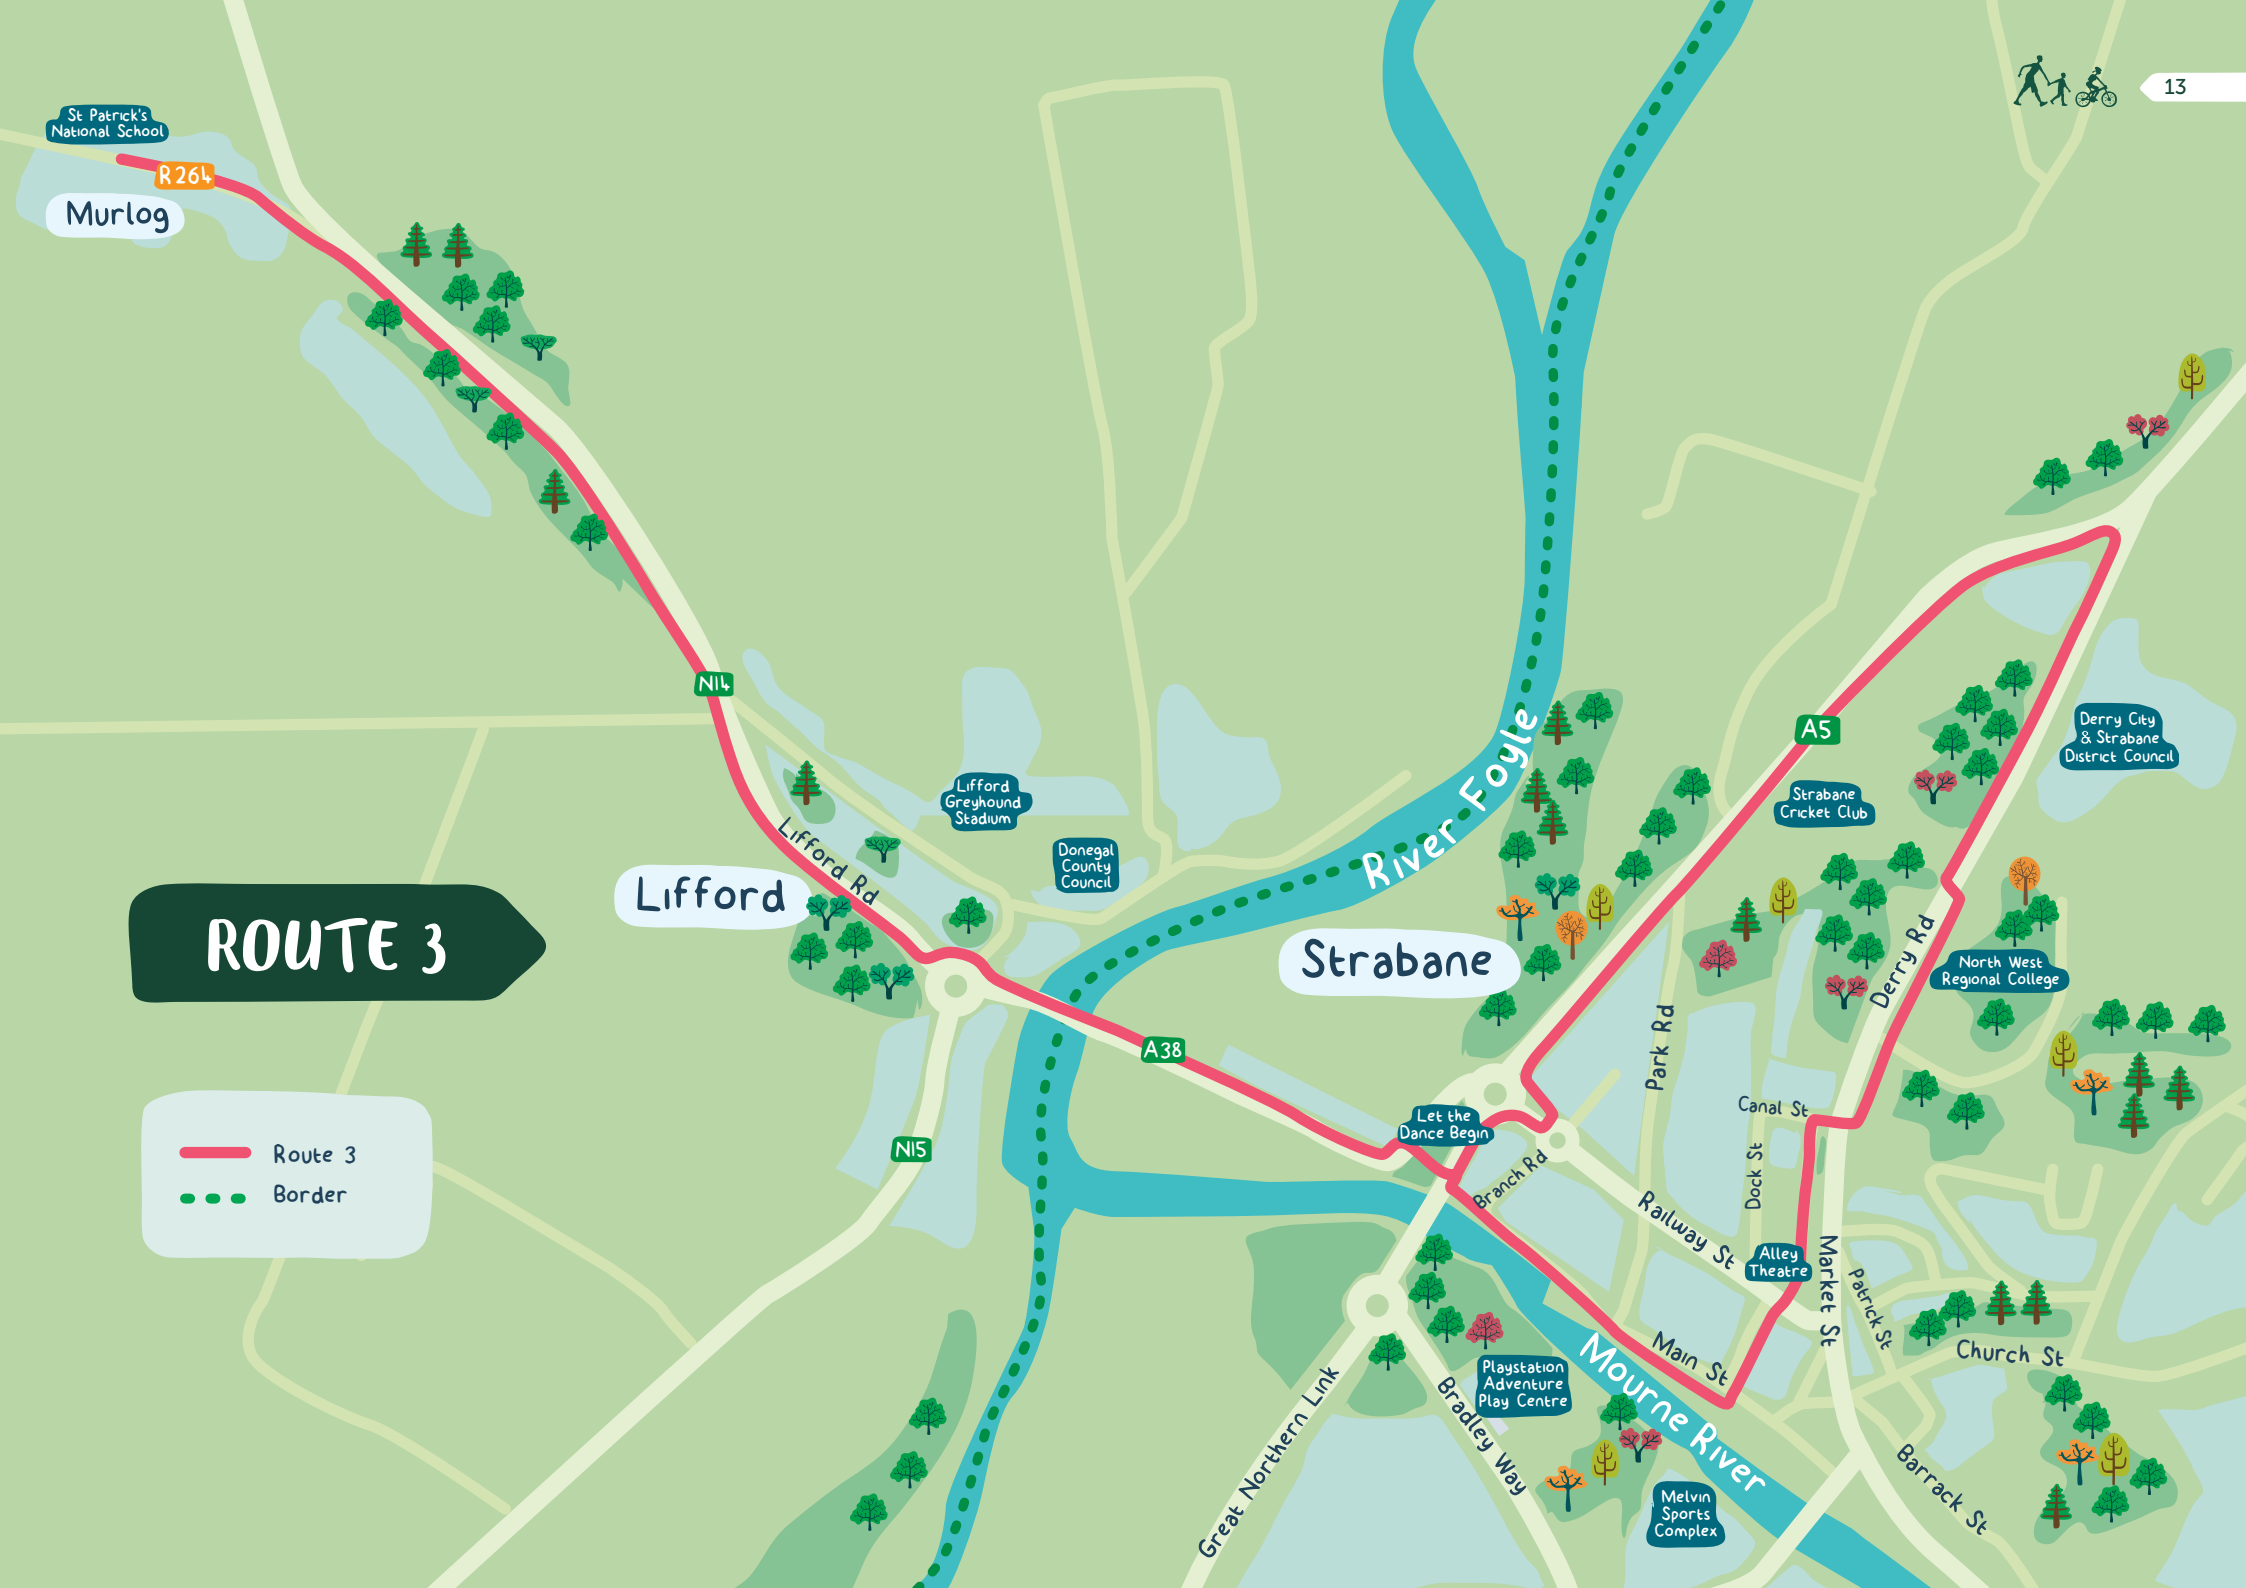 13
St Patrick's
National School
R264
Murlog
N14
A5
Derry City
& Strabane
District Council
Lifford
Greyhound
Stadium
Strabane
Cricket Club
River Foyle
Lifford Rd
Donegal
County
Council
Lifford
ROUTE 3
Strabane
Derry Rd
North West
Regional College
A38
Park Rd
Let the
Dance Begin
Canal St
N15
Route 3
Border
Branch Rd
Dock St
Railway St
Alley
Theatre
Market St
Patrick St
Church St
Main St
Playstation
Adventure
Play Centre
Mourne River
Great Northern Link
Bradley Way
Barrack St
Melvin
Sports
Complex